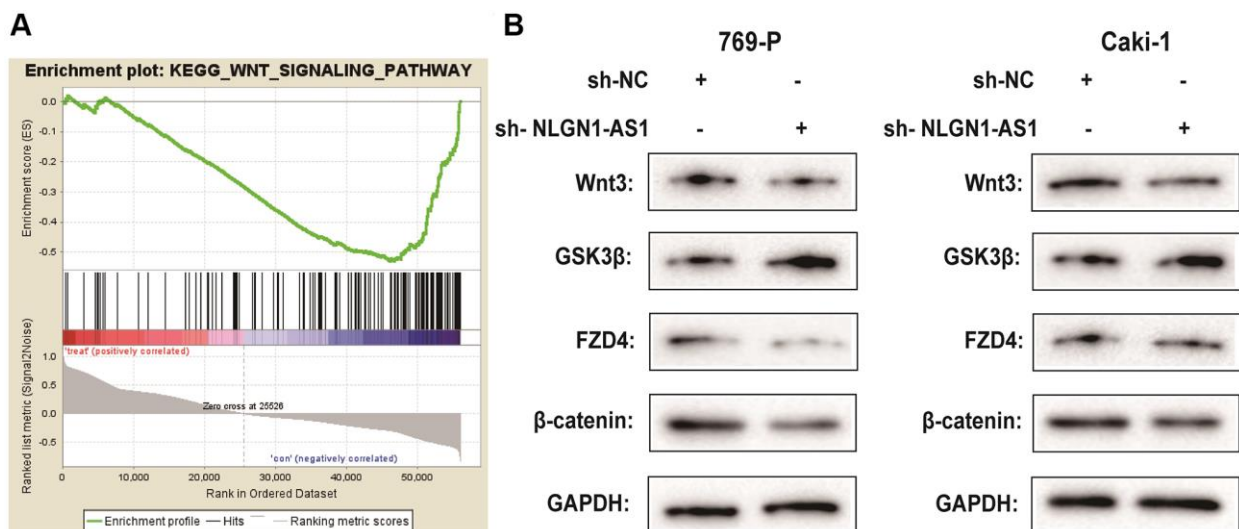 A
Enrichment plot: KEGG_WNT_SIGNALING_PATHWAY
Enrichment score (ES)
0.0
-0.1
-0.2
-0.3
-0.4
-0.5
Ranked list metric (Signal2Noise)
1.0
0.5
0.0
-0.5
'treat' (positively correlated)
Zero cross at 25526
'con' (negatively correlated)
0 10,000 20,000 30,000 40,000 50,000
Rank in Ordered Dataset
Enrichment profile Hits Ranking metric scores
B
769-P
sh-NC + -
sh- NLGN1-AS1 - +
Wnt3:
GSK3β:
FZD4:
β-catenin:
GAPDH:
Caki-1
sh-NC + -
sh- NLGN1-AS1 - +
Wnt3:
GSK3β:
FZD4:
β-catenin:
GAPDH: